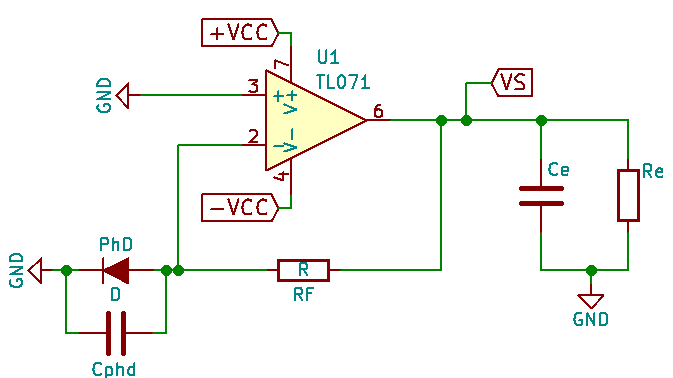 +VCC
U1
TL071
7
GND
3
+
V+
6
VS
2
-
V-
4
-VCC
Ce
Re
PhD
GND
D
R
RF
GND
Cphd